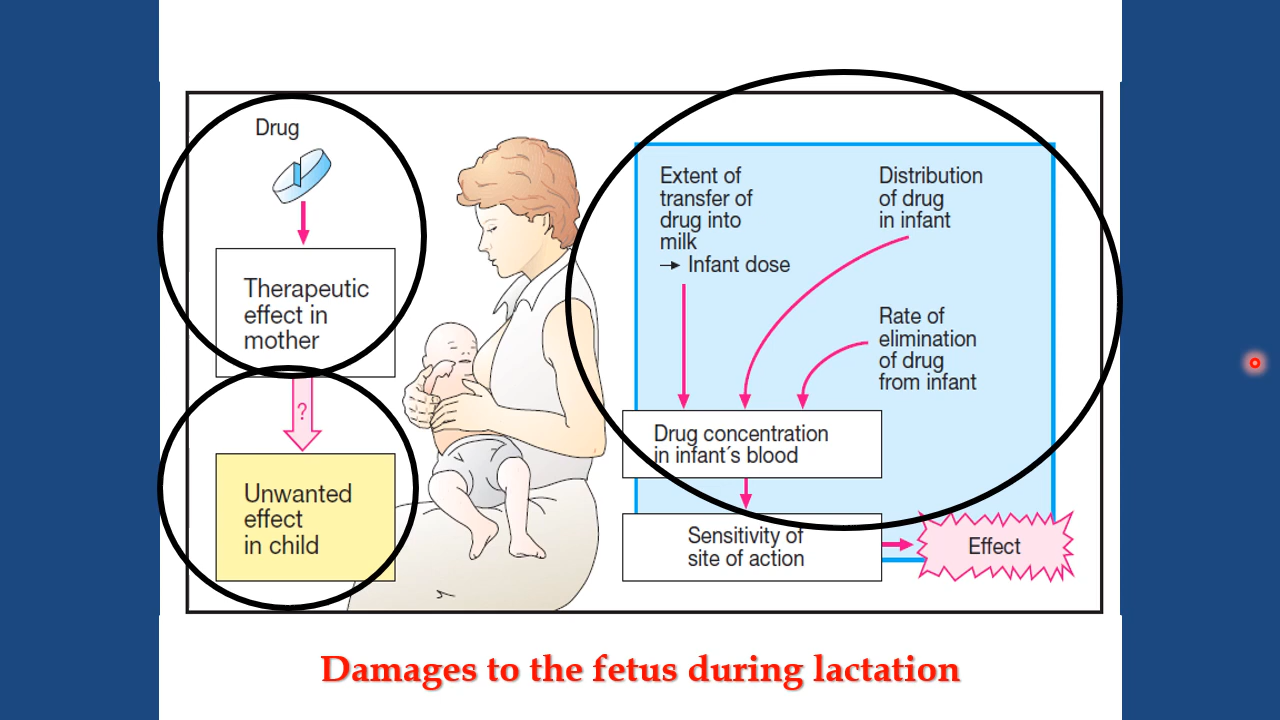 Drug
Therapeutic
effect in
mother
?
Unwanted
effect
in child
Extent of
transfer of
drug into
milk
→ Infant dose
Distribution
of drug
in infant
Rate of
elimination
of drug
from infant
Drug concentration
in infant´s blood
Sensitivity of
site of action
Effect
Damages to the fetus during lactation